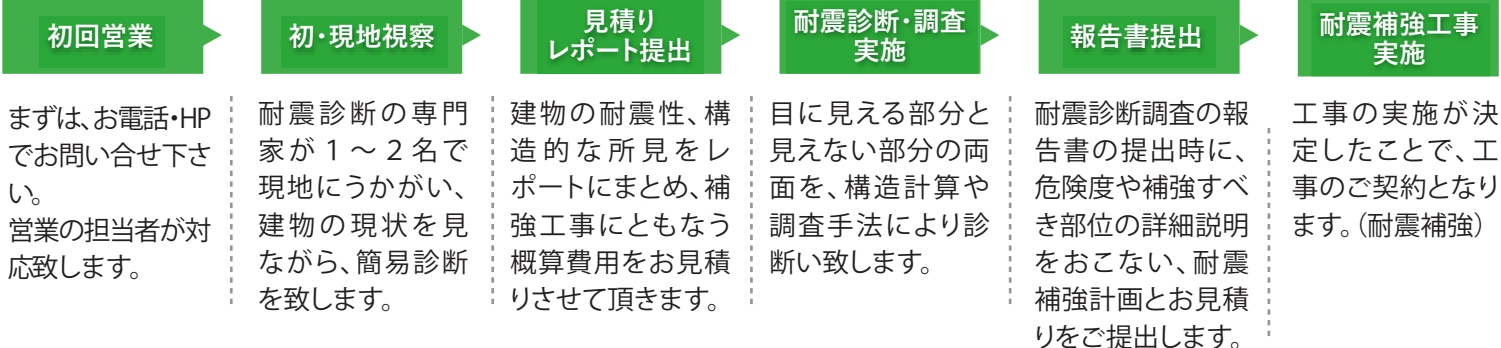 初回営業
まずは、お電話・HP
でお問い合せ下さ
い。
営業の担当者が対
応致します。
初・現地視察
耐震診断の専門
家が1～2名で
現地にうかがい、
建物の現状を見
ながら、簡易診断
を致します。
見積り
レポート提出
建物の耐震性、構
造的な所見をレ
ポートにまとめ、補
強工事にともなう
概算費用をお見積
りさせて頂きます。
耐震診断・調査
実施
目に見える部分と
見えない部分の両
面を、構造計算や
調査手法により診
断い致します。
報告書提出
耐震診断調査の報
告書の提出時に、
危険度や補強すべ
き部位の詳細説明
をおこない、耐震
補強計画とお見積
りをご提出します。
耐震補強工事
実施
工事の実施が決
定したことで、工
事のご契約となり
ます。（耐震補強）